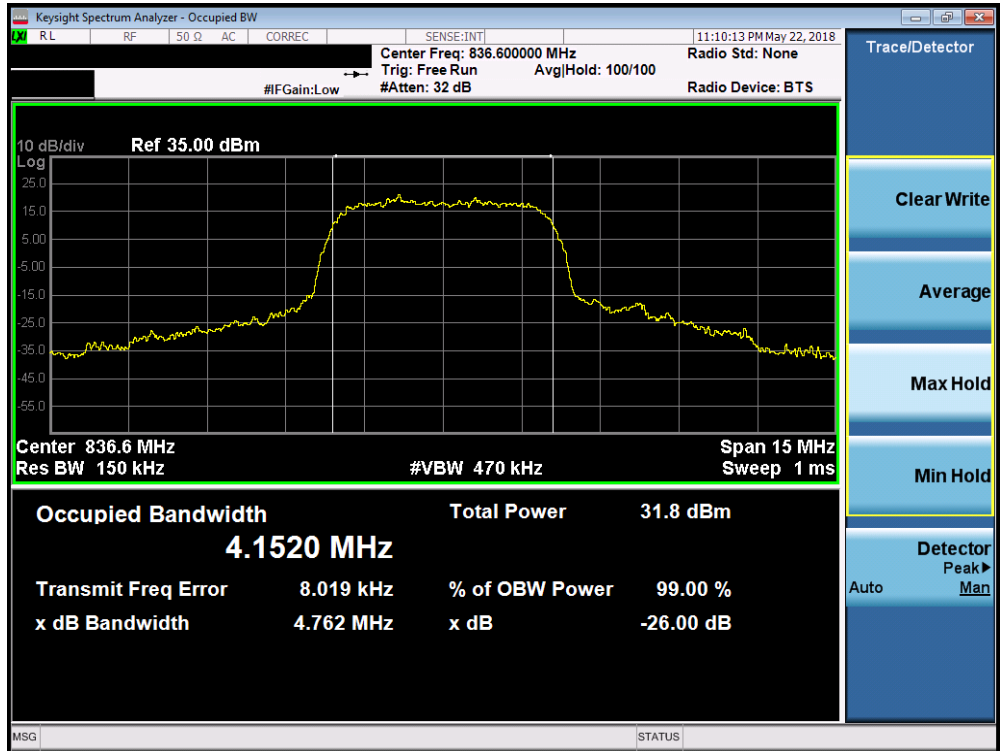 Keysight Spectrum Analyzer - Occupied BW
LXI RL RF 50 Ω AC CORREC SENSE:INT 11:10:13 PM May 22, 2018
Center Freq: 836.600000 MHz Radio Std: None
Trig: Free Run Avg|Hold: 100/100
#IFGain:Low #Atten: 32 dB Radio Device: BTS
Trace/Detector
10 dB/div Ref 35.00 dBm
Log
25.0
15.0
5.00
-5.00
-15.0
-25.0
-35.0
-45.0
-55.0
Center 836.6 MHz Span 15 MHz
Res BW 150 kHz #VBW 470 kHz Sweep 1 ms
Occupied Bandwidth Total Power 31.8 dBm
4.1520 MHz
Transmit Freq Error 8.019 kHz % of OBW Power 99.00 %
x dB Bandwidth 4.762 MHz x dB -26.00 dB
Clear Write
Average
Max Hold
Min Hold
Detector
Peak
Auto Man
MSG STATUS